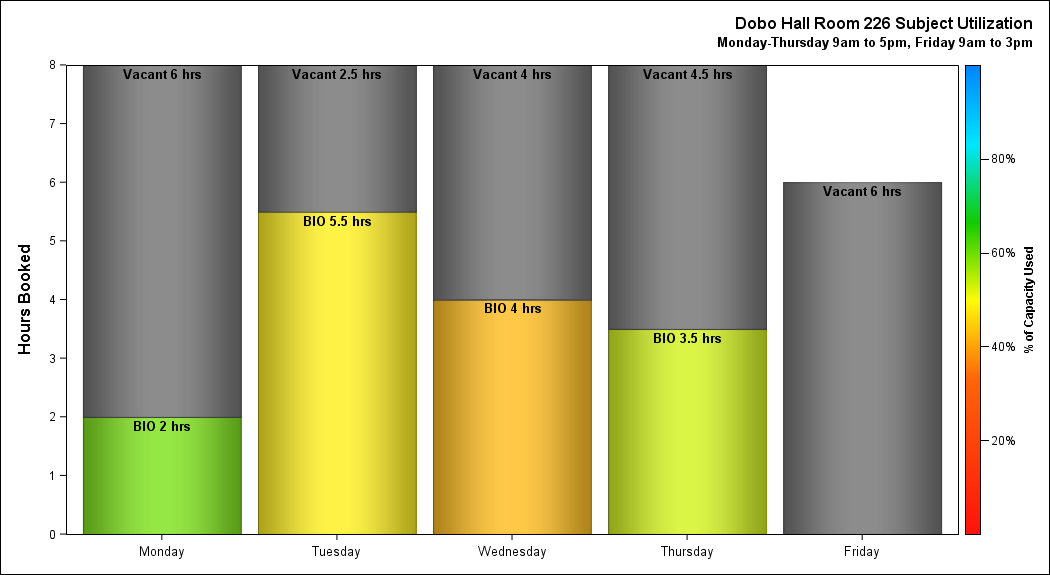 Dobo Hall Room 226 Subject Utilization
Monday-Thursday 9am to 5pm, Friday 9am to 3pm
Hours Booked
8
7
6
5
4
3
2
1
0
Vacant 6 hrs
BIO 2 hrs
Vacant 2.5 hrs
BIO 5.5 hrs
Vacant 4 hrs
BIO 4 hrs
Vacant 4.5 hrs
BIO 3.5 hrs
Vacant 6 hrs
Monday
Tuesday
Wednesday
Thursday
Friday
80%
60%
40%
20%
% of Capacity Used